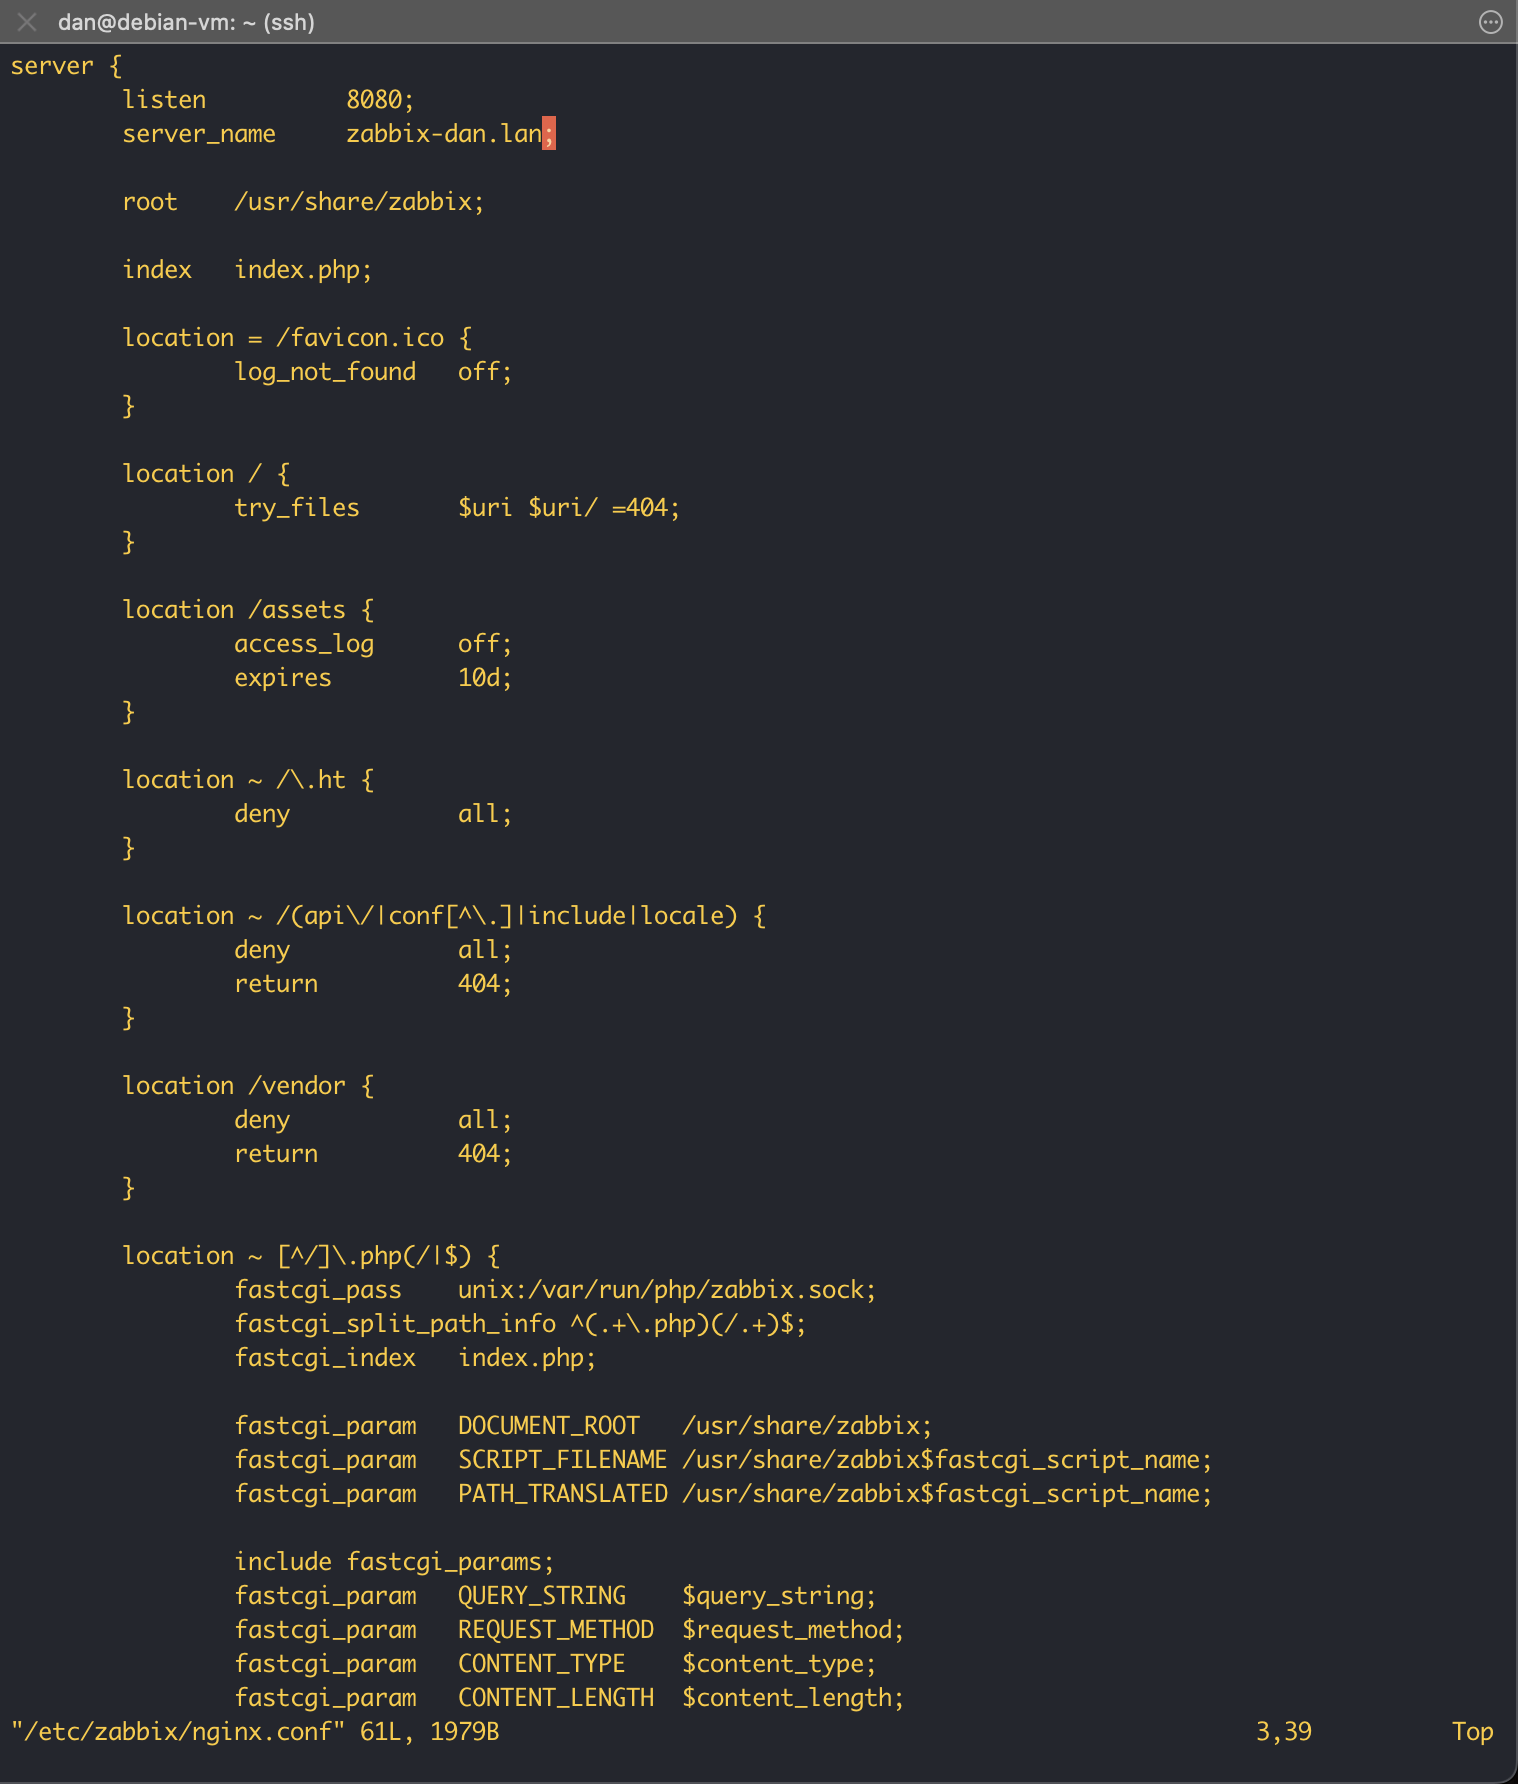 dan@debian-vm: ~ (ssh)
server {
        listen          8080;
        server_name     zabbix-dan.lan;

        root    /usr/share/zabbix;

        index   index.php;

        location = /favicon.ico {
                log_not_found   off;
        }

        location / {
                try_files       $uri $uri/ =404;
        }

        location /assets {
                access_log      off;
                expires         10d;
        }

        location ~ /\.ht {
                deny            all;
        }

        location ~ /(api\/|conf[^\.]|include|locale) {
                deny            all;
                return          404;
        }

        location /vendor {
                deny            all;
                return          404;
        }

        location ~ [^/]\.php(/|$) {
                fastcgi_pass    unix:/var/run/php/zabbix.sock;
                fastcgi_split_path_info ^(.+\.php)(/.+)$;
                fastcgi_index   index.php;

                fastcgi_param   DOCUMENT_ROOT   /usr/share/zabbix;
                fastcgi_param   SCRIPT_FILENAME /usr/share/zabbix$fastcgi_script_name;
                fastcgi_param   PATH_TRANSLATED /usr/share/zabbix$fastcgi_script_name;

                include fastcgi_params;
                fastcgi_param   QUERY_STRING    $query_string;
                fastcgi_param   REQUEST_METHOD  $request_method;
                fastcgi_param   CONTENT_TYPE    $content_type;
                fastcgi_param   CONTENT_LENGTH  $content_length;
"/etc/zabbix/nginx.conf" 61L, 1979B                                                      3,39          Top